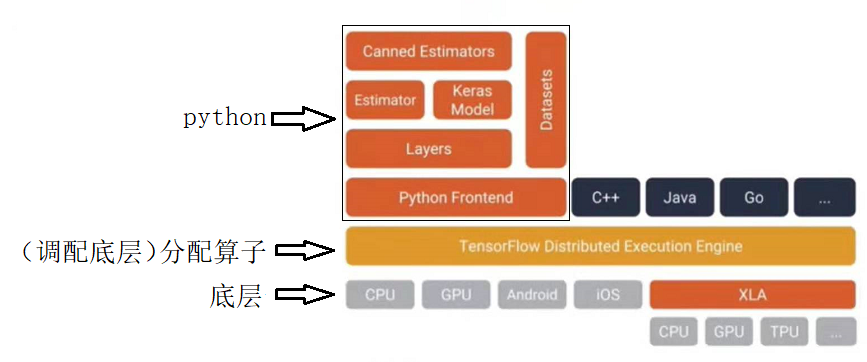 Canned Estimators
Datasets
Estimator
Keras
Model
python
Layers
Python Frontend
C++
Java
Go
...
(调配底层)分配算子
TensorFlow Distributed Execution Engine
底层
CPU
GPU
Android
iOS
XLA
CPU
GPU
TPU
...